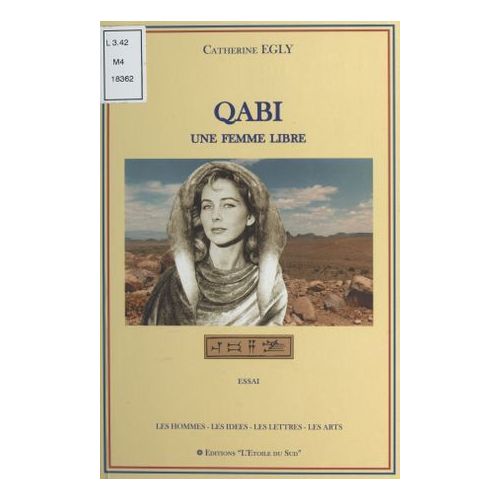 L 3.42
M4
18362
CATHERINE EGLY
QABI
UNE FEMME LIBRE
ESSAI
LES HOMMES - LES IDEES - LES LETTRES - LES ARTS
EDITIONS "L'ETOILE DU SUD"